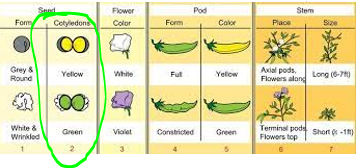 Seed Flower Pod Stem
Form Cotyledons Color Form Color Place Size
Grey & Round Yellow White Full Yellow Axial pods, Flowers along Long (6-7ft)
White & Wrinkled Green Violet Constricted Green Terminal pods, Flowers top Short (¾ -1ft)
1 2 3 4 5 6 7